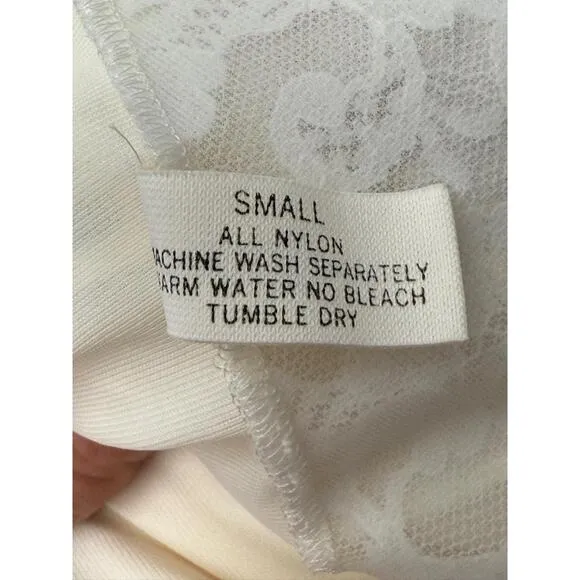 SMALL
ALL NYLON
ACHINE WASH SEPARATELY
ARM WATER NO BLEACH
TUMBLE DRY